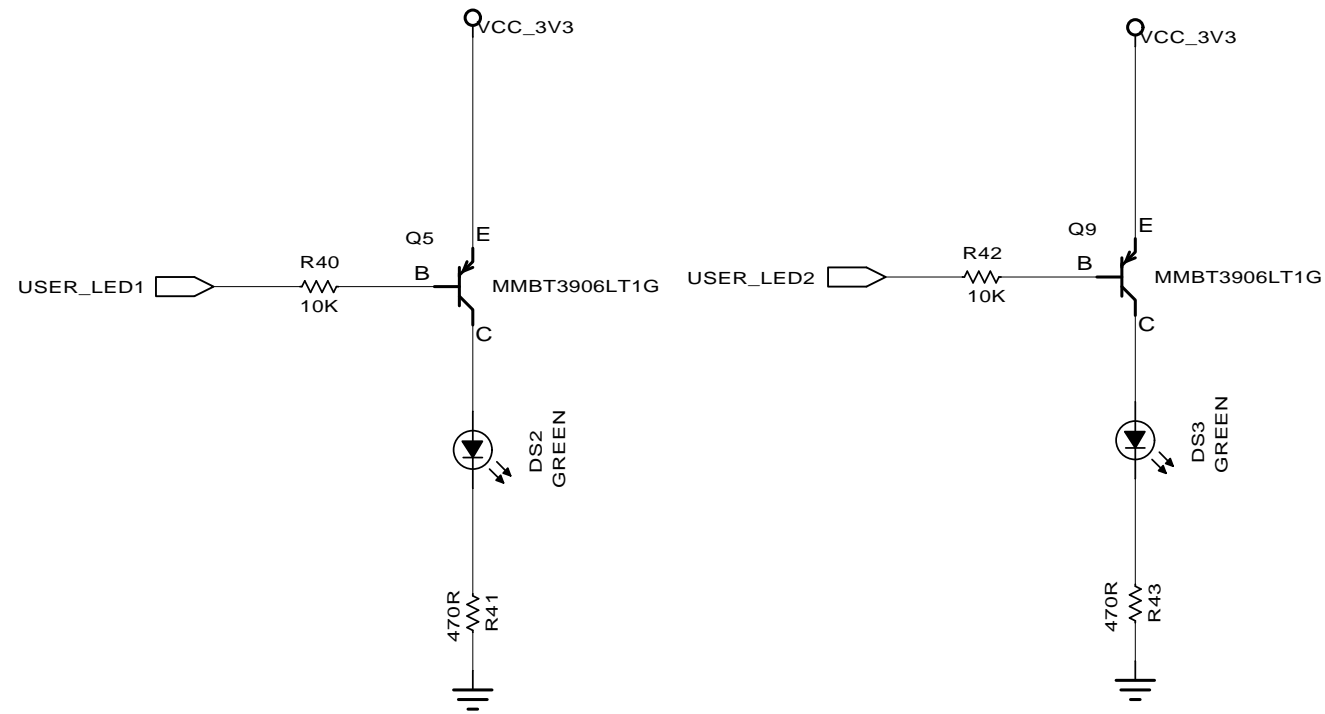 VCC_3V3
Q5
E
R40
B
USER_LED1
MMBT3906LT1G
10K
C
DS2
GREEN
470R
R41
VCC_3V3
Q9
E
R42
B
USER_LED2
MMBT3906LT1G
10K
C
DS3
GREEN
470R
R43